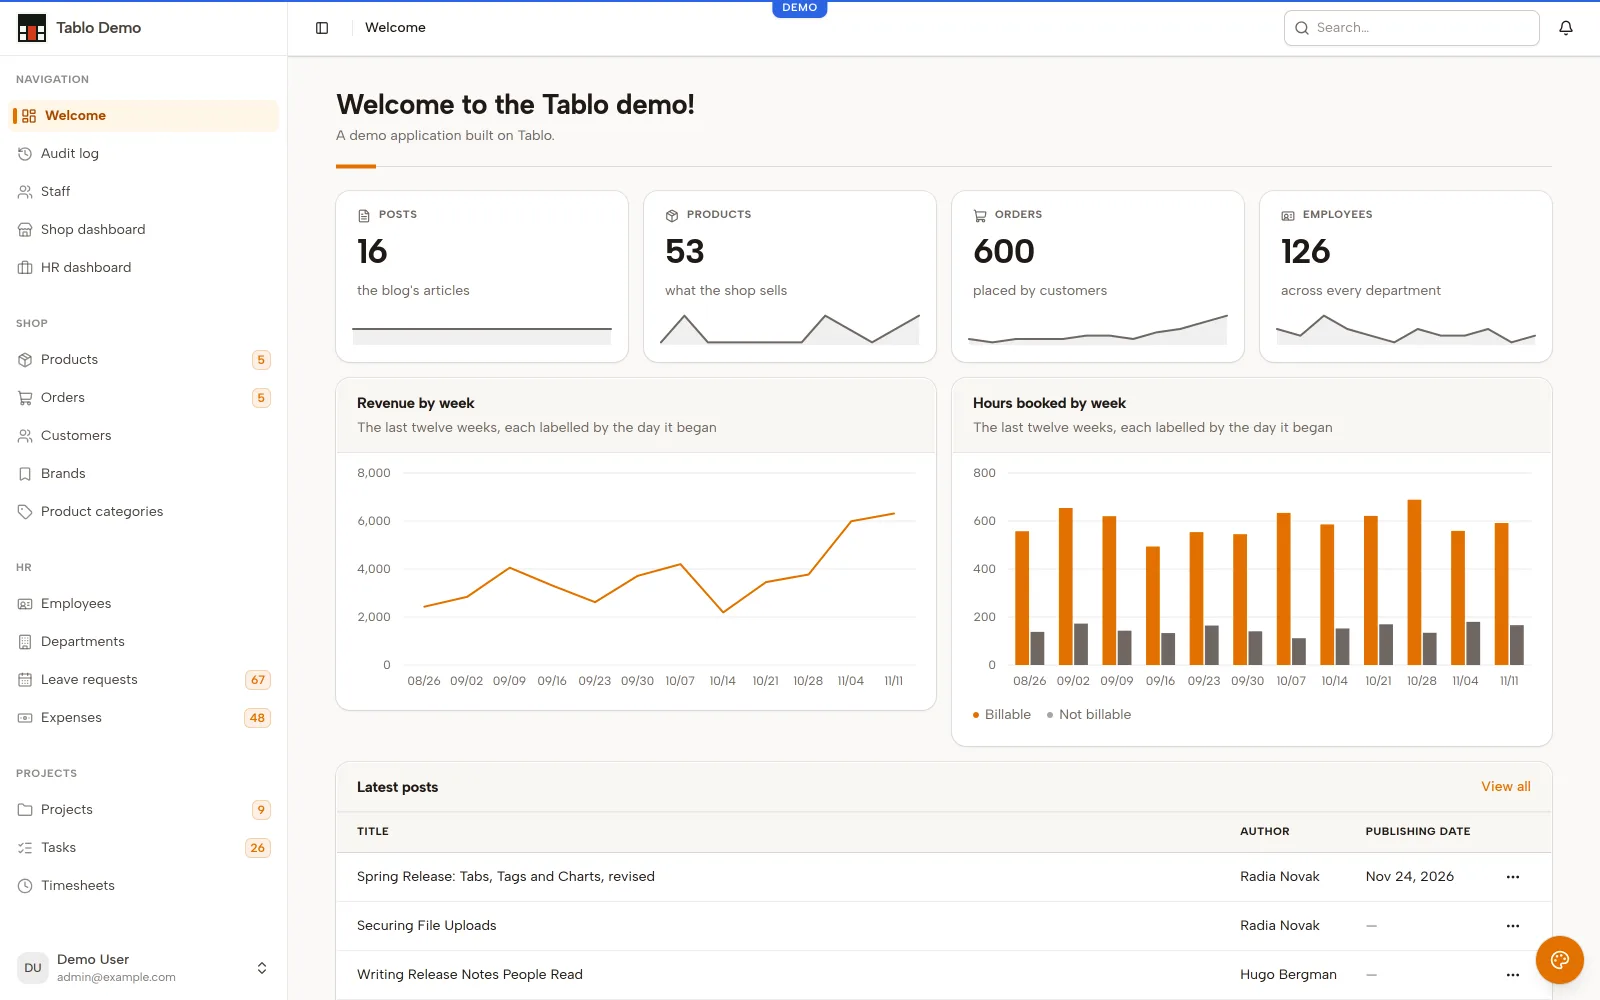 DEMO
Tablo Demo
Welcome
Search...
NAVIGATION
Welcome
Audit log
Staff
Shop dashboard
HR dashboard
SHOP
Products 5
Orders 5
Customers
Brands
Product categories
HR
Employees
Departments
Leave requests 67
Expenses 48
PROJECTS
Projects 9
Tasks 26
Timesheets
DU
Demo User
admin@example.com
Welcome to the Tablo demo!
A demo application built on Tablo.
POSTS
16
the blog's articles
PRODUCTS
53
what the shop sells
ORDERS
600
placed by customers
EMPLOYEES
126
across every department
Revenue by week
The last twelve weeks, each labelled by the day it began
8,000
6,000
4,000
2,000
0
08/26 09/02 09/09 09/16 09/23 09/30 10/07 10/14 10/21 10/28 11/04 11/11
Hours booked by week
The last twelve weeks, each labelled by the day it began
800
600
400
200
0
08/26 09/02 09/09 09/16 09/23 09/30 10/07 10/14 10/21 10/28 11/04 11/11
Billable Not billable
Latest posts View all
TITLE AUTHOR PUBLISHING DATE
Spring Release: Tabs, Tags and Charts, revised Radia Novak Nov 24, 2026
Securing File Uploads Radia Novak —
Writing Release Notes People Read Hugo Bergman —